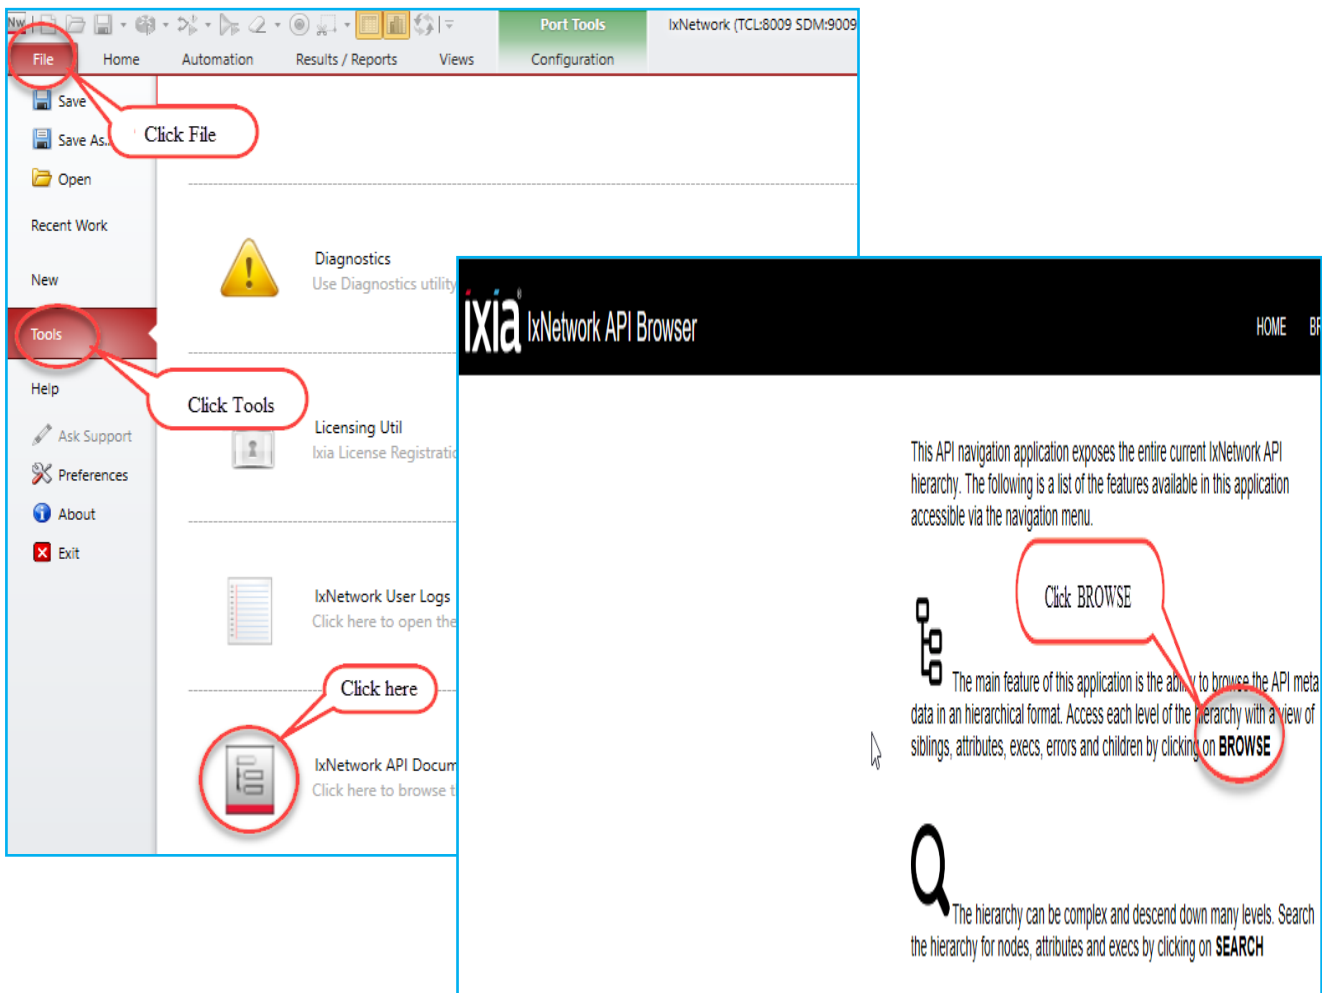 Nw
Port Tools
IxNetwork (TCL:8009 SDM:9009
File
Home
Automation
Results / Reports
Views
Configuration
Save
Click File
Save As..
Open
Recent Work
New
Tools
Click Tools
Help
Ask Support
Preferences
About
Exit
Diagnostics
Use Diagnostics utility
Licensing Util
Ixia License Registratio
IxNetwork User Logs
Click here to open the
Click here
IxNetwork API Docum
Click here to browse t
ixia® IxNetwork API Browser
HOME
BR
This API navigation application exposes the entire current IxNetwork API
hierarchy. The following is a list of the features available in this application
accessible via the navigation menu.
Click BROWSE
The main feature of this application is the ability to browse the API meta
data in an hierarchical format. Access each level of the hierarchy with a view of
siblings, attributes, execs, errors and children by clicking on BROWSE
The hierarchy can be complex and descend down many levels. Search
the hierarchy for nodes, attributes and execs by clicking on SEARCH